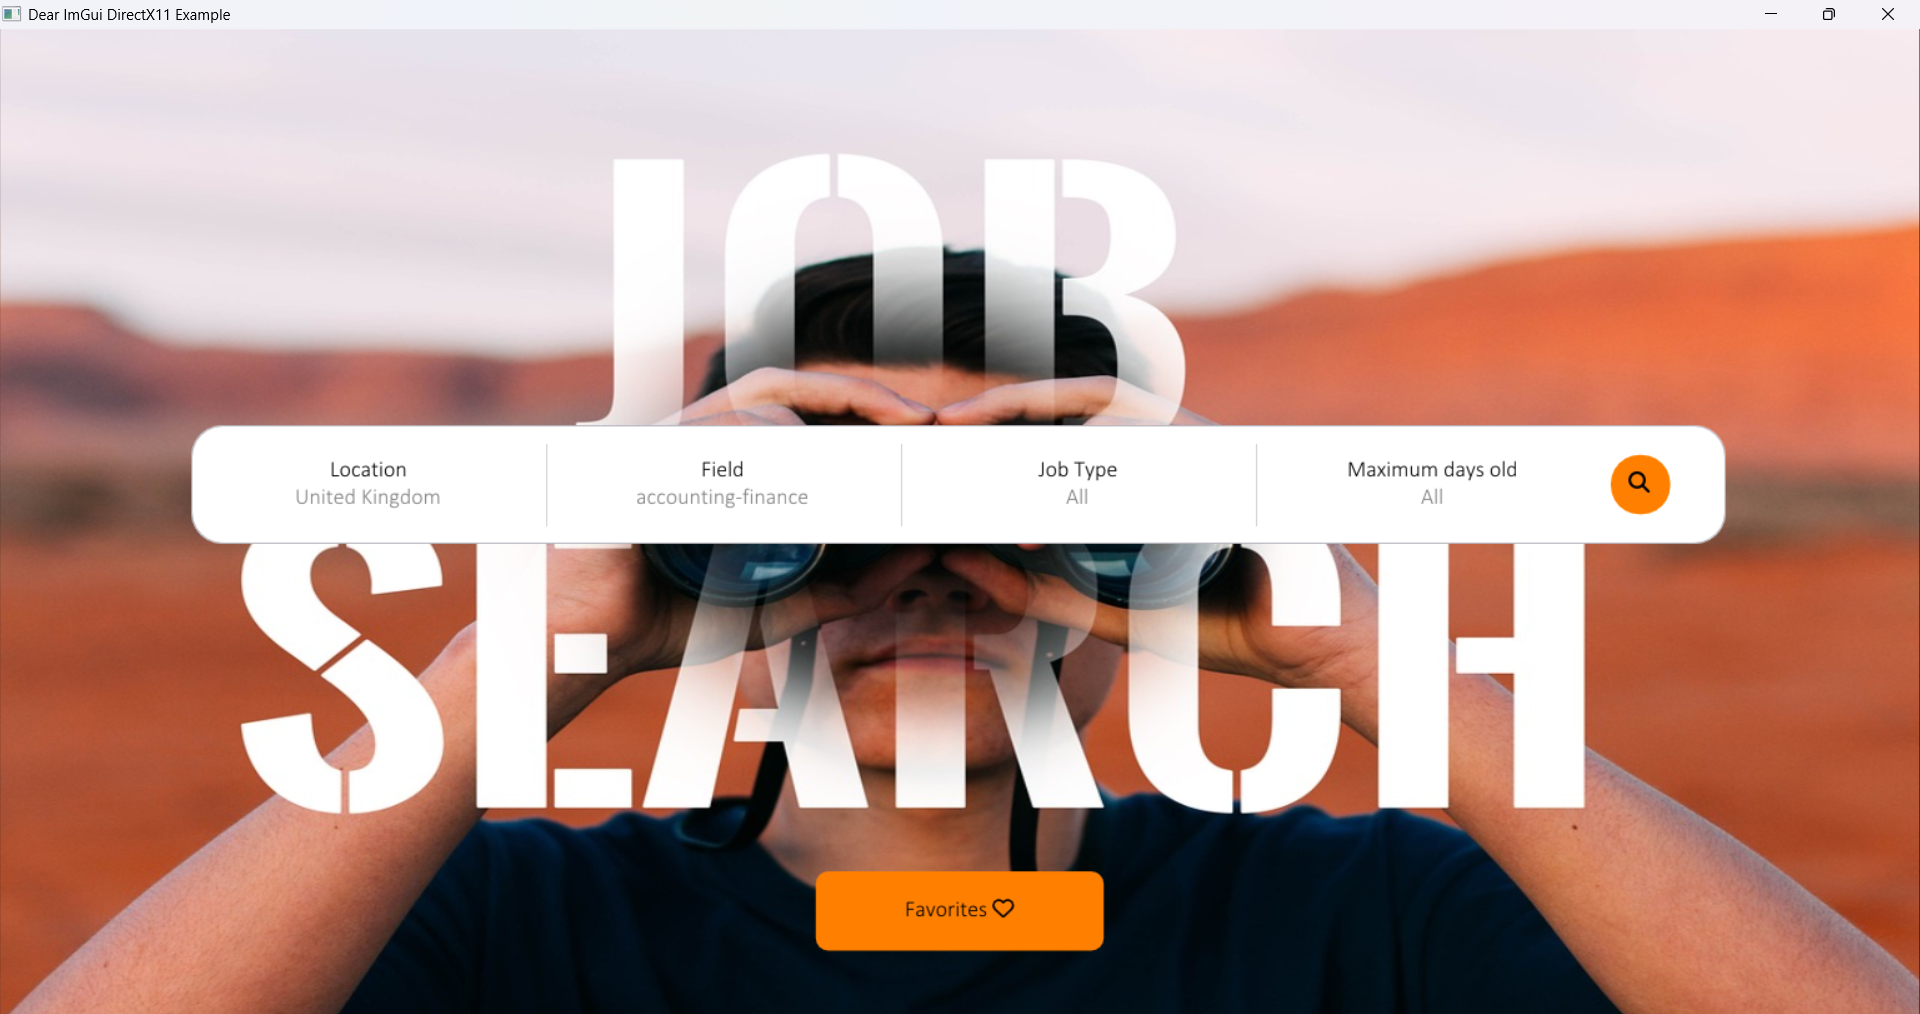 Dear ImGui DirectX11 Example
JOB
Location
United Kingdom
Field
accounting-finance
Job Type
All
Maximum days old
All
SEARCH
Favorites